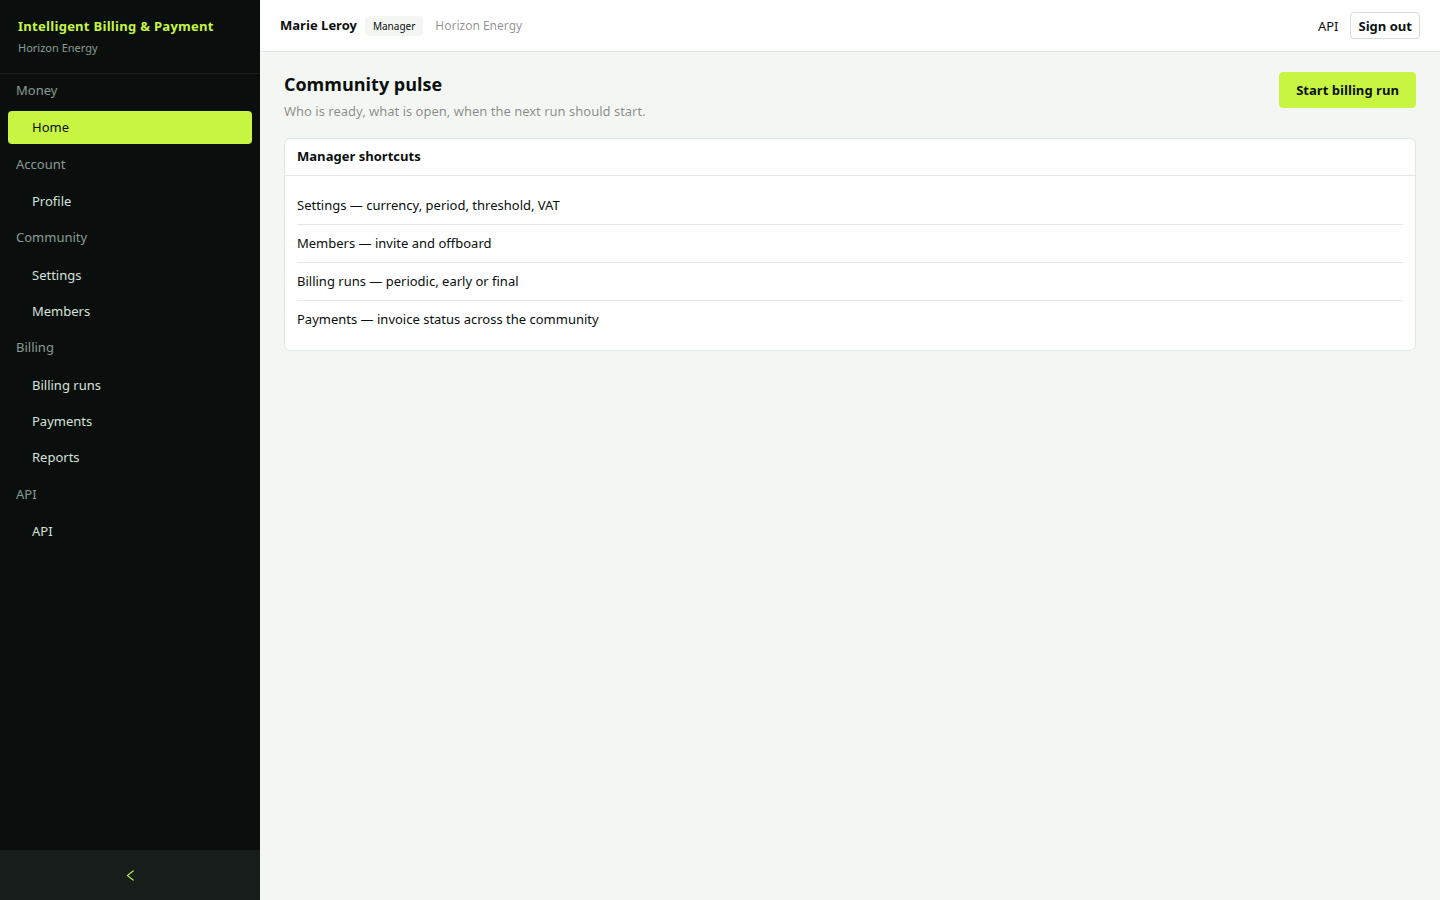 Intelligent Billing & Payment
Horizon Energy
Money
Home
Account
Profile
Community
Settings
Members
Billing
Billing runs
Payments
Reports
API
API
Marie Leroy Manager Horizon Energy
API Sign out
Community pulse
Start billing run
Who is ready, what is open, when the next run should start.
Manager shortcuts
Settings — currency, period, threshold, VAT
Members — invite and offboard
Billing runs — periodic, early or final
Payments — invoice status across the community